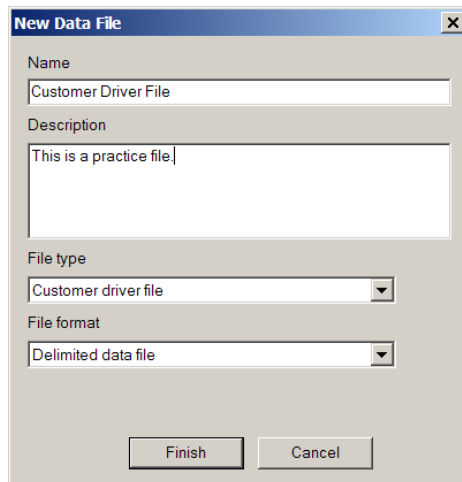 New Data File
Name
Customer Driver File
Description
This is a practice file.
File type
Customer driver file
File format
Delimited data file
Finish Cancel